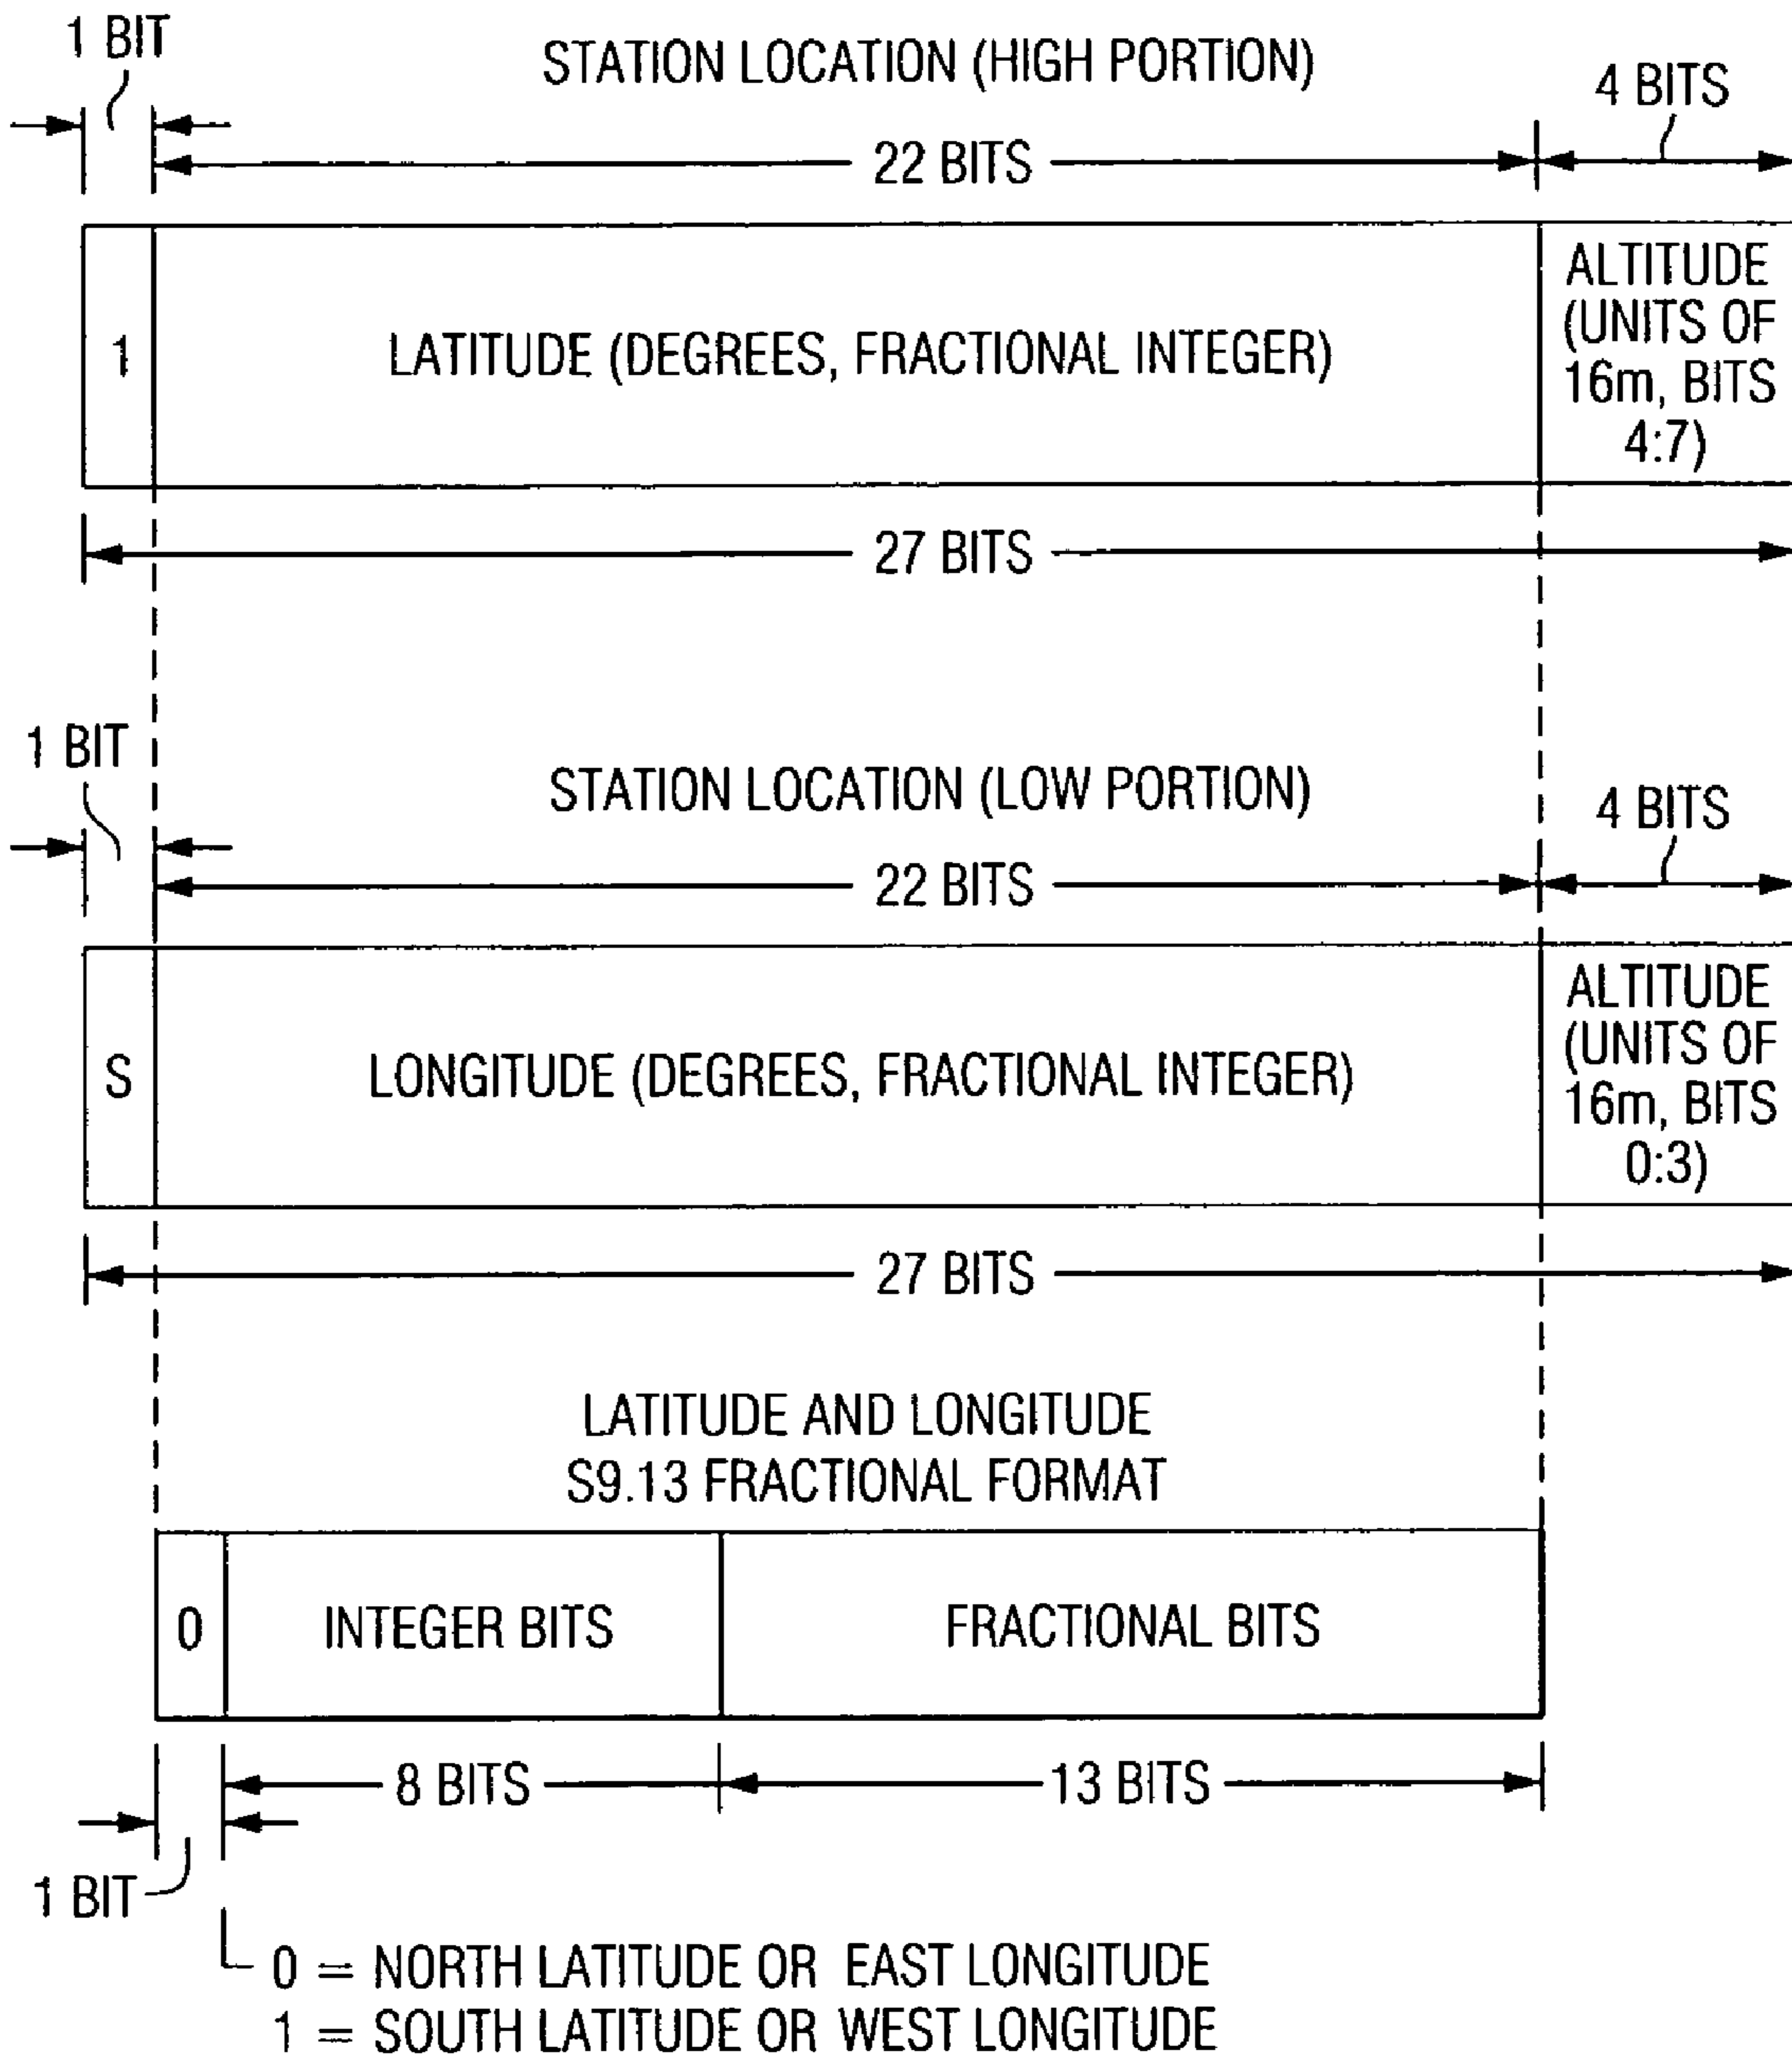 1 BIT
STATION LOCATION (HIGH PORTION)
4 BITS
22 BITS
1
LATITUDE (DEGREES, FRACTIONAL INTEGER)
ALTITUDE
(UNITS OF
16m, BITS
4:7)
27 BITS
1 BIT
STATION LOCATION (LOW PORTION)
4 BITS
22 BITS
S
LONGITUDE (DEGREES, FRACTIONAL INTEGER)
ALTITUDE
(UNITS OF
16m, BITS
0:3)
27 BITS
LATITUDE AND LONGITUDE
S9.13 FRACTIONAL FORMAT
0
INTEGER BITS
FRACTIONAL BITS
8 BITS
13 BITS
1 BIT
0 = NORTH LATITUDE OR EAST LONGITUDE
1 = SOUTH LATITUDE OR WEST LONGITUDE